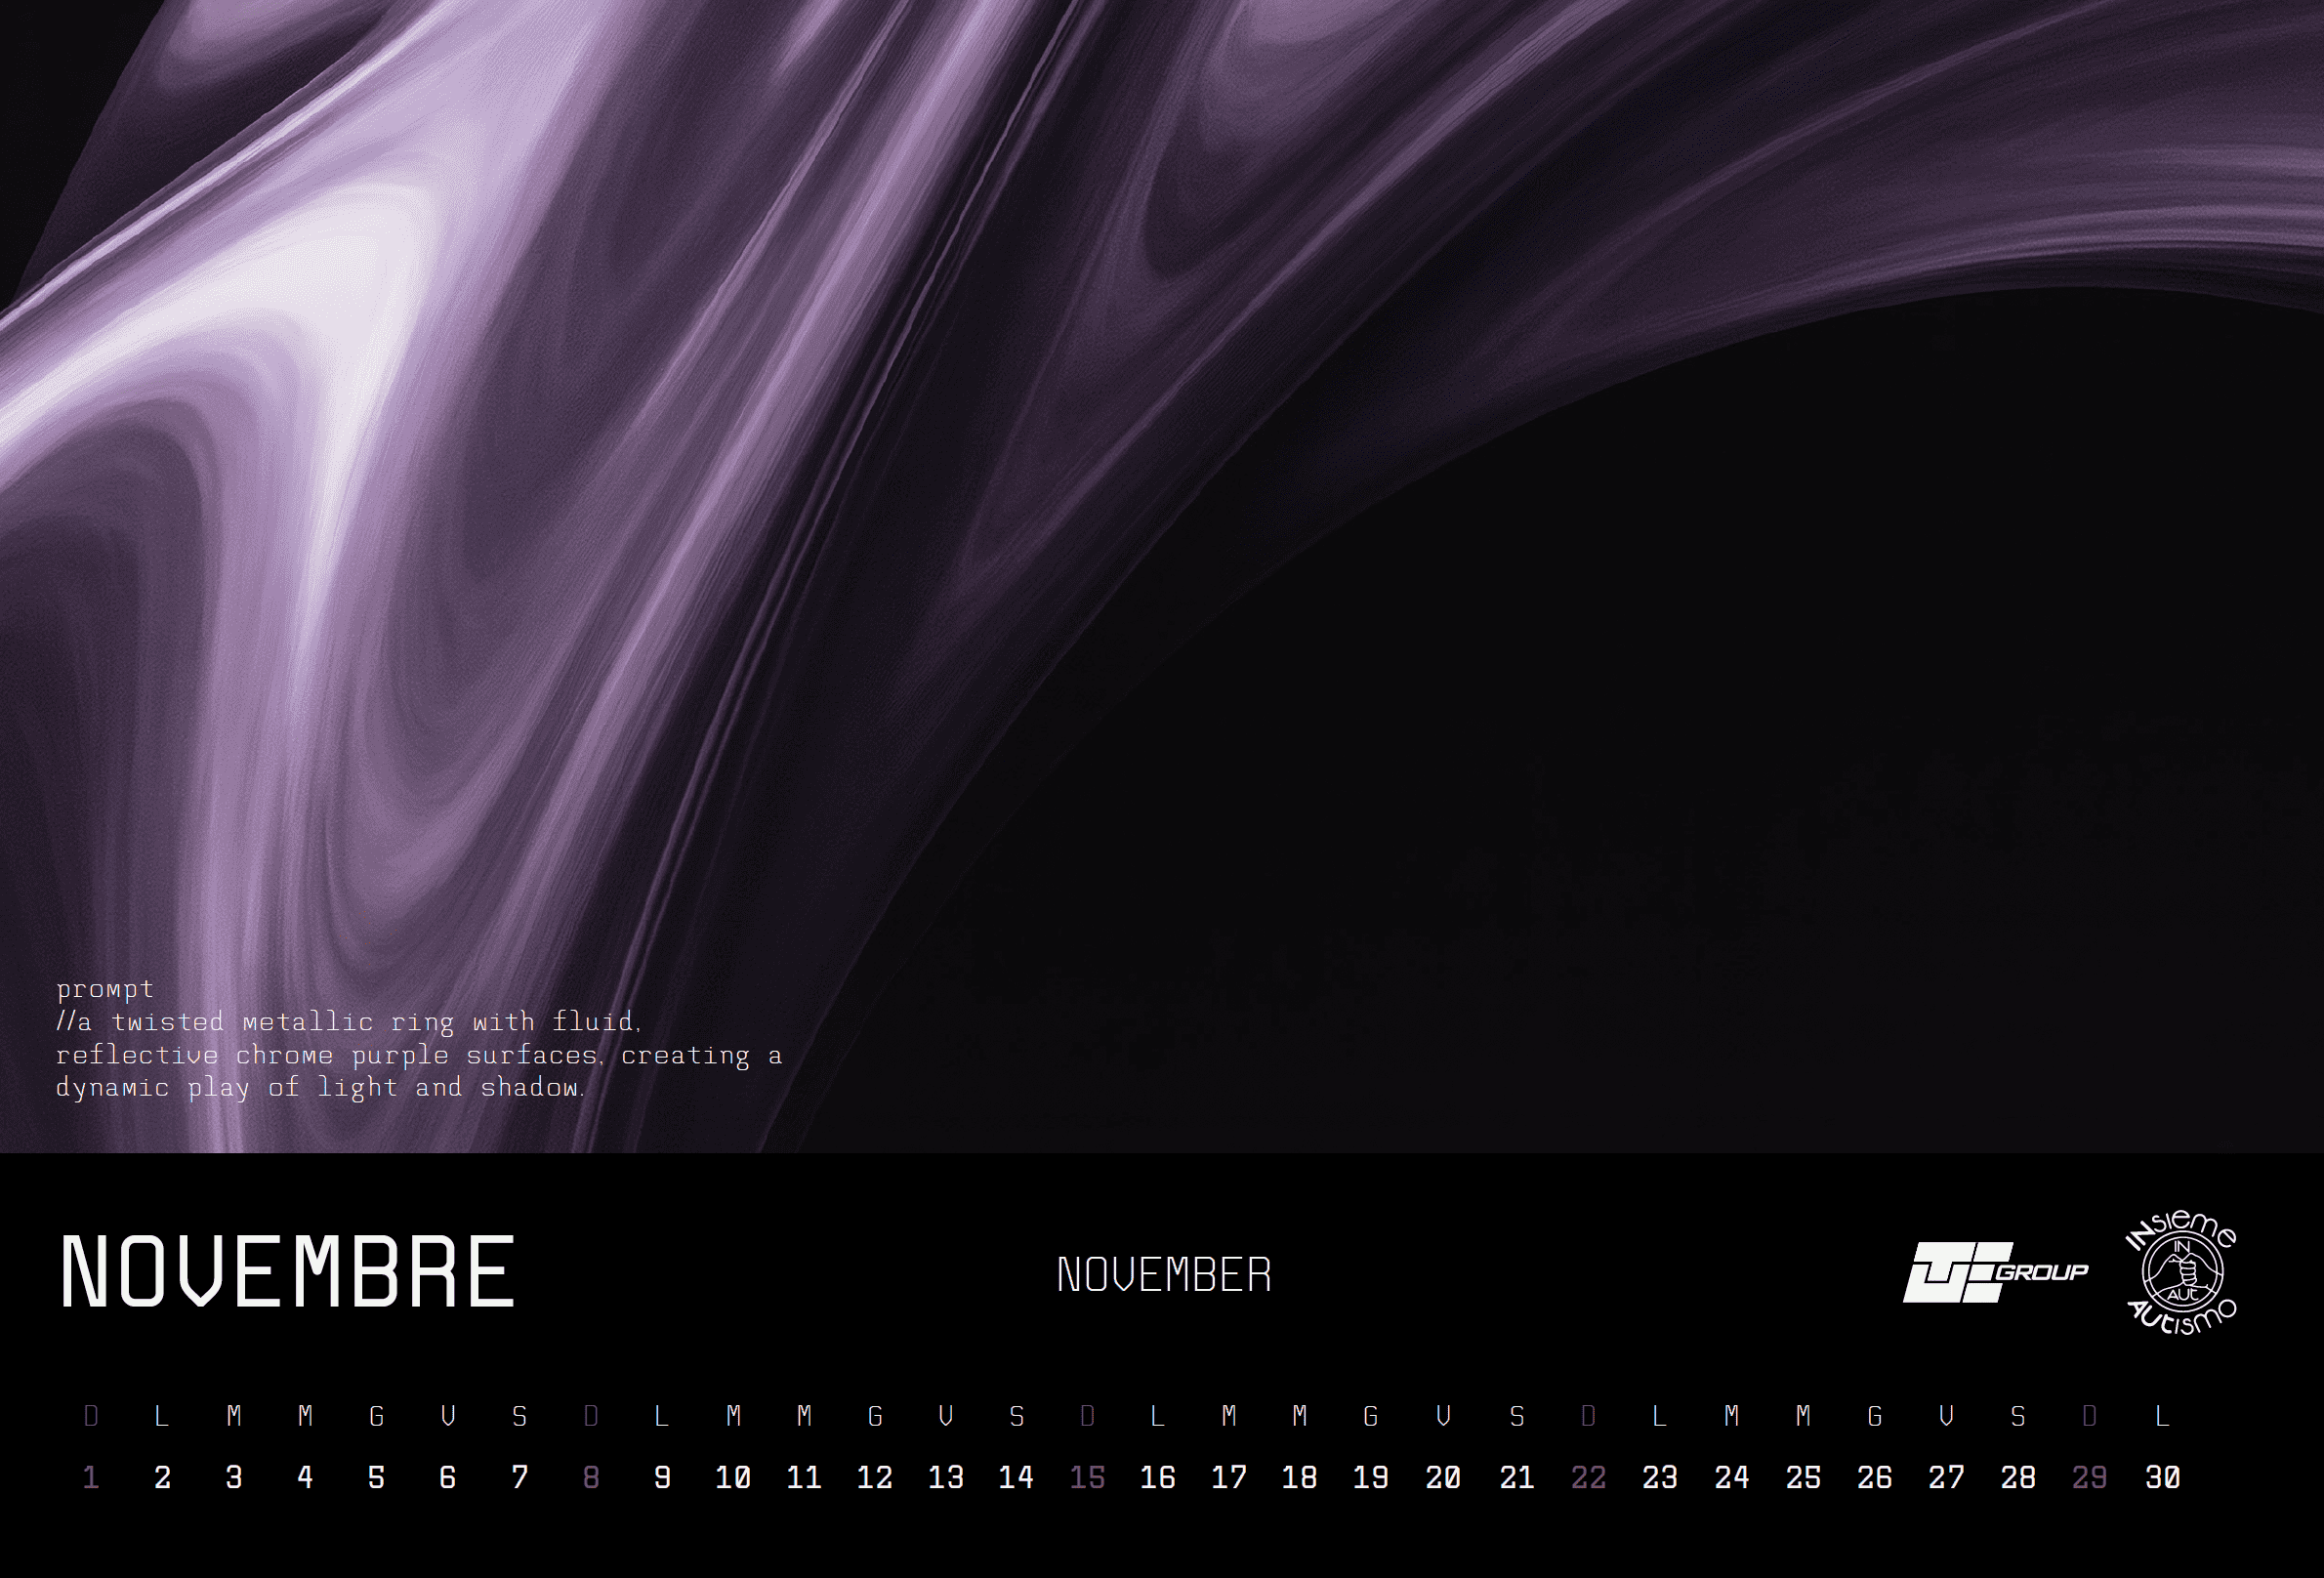 prompt
//a twisted metallic ring with fluid,
reflective chrome purple surfaces, creating a
dynamic play of light and shadow.
NOVEMBRE
NOVEMBER
GROUP
INsieme
IN
AUt
AUtismo
D L M M G V S D L M M G V S D L M M G V S D L M M G V S D L
1 2 3 4 5 6 7 8 9 10 11 12 13 14 15 16 17 18 19 20 21 22 23 24 25 26 27 28 29 30